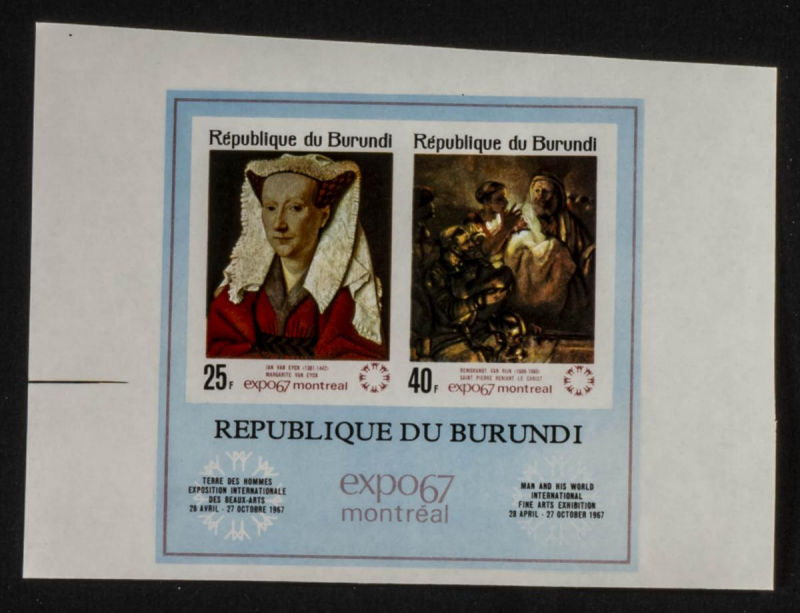 République du Burundi
JAN VAN EYCK (1381-1442)
MARGARITE VAN EYCK
25F
expo67 montreal
République du Burundi
REMBRANDT VAN RIJN (1606-1669)
SAINT PIERRE RENIANT LE CHRIST
40F
expo67 montreal
REPUBLIQUE DU BURUNDI
TERRE DES HOMMES
EXPOSITION INTERNATIONALE
DES BEAUX-ARTS
28 AVRIL - 27 OCTOBRE 1967
expo67
montréal
MAN AND HIS WORLD
INTERNATIONAL
FINE ARTS EXHIBITION
28 APRIL - 27 OCTOBER 1967